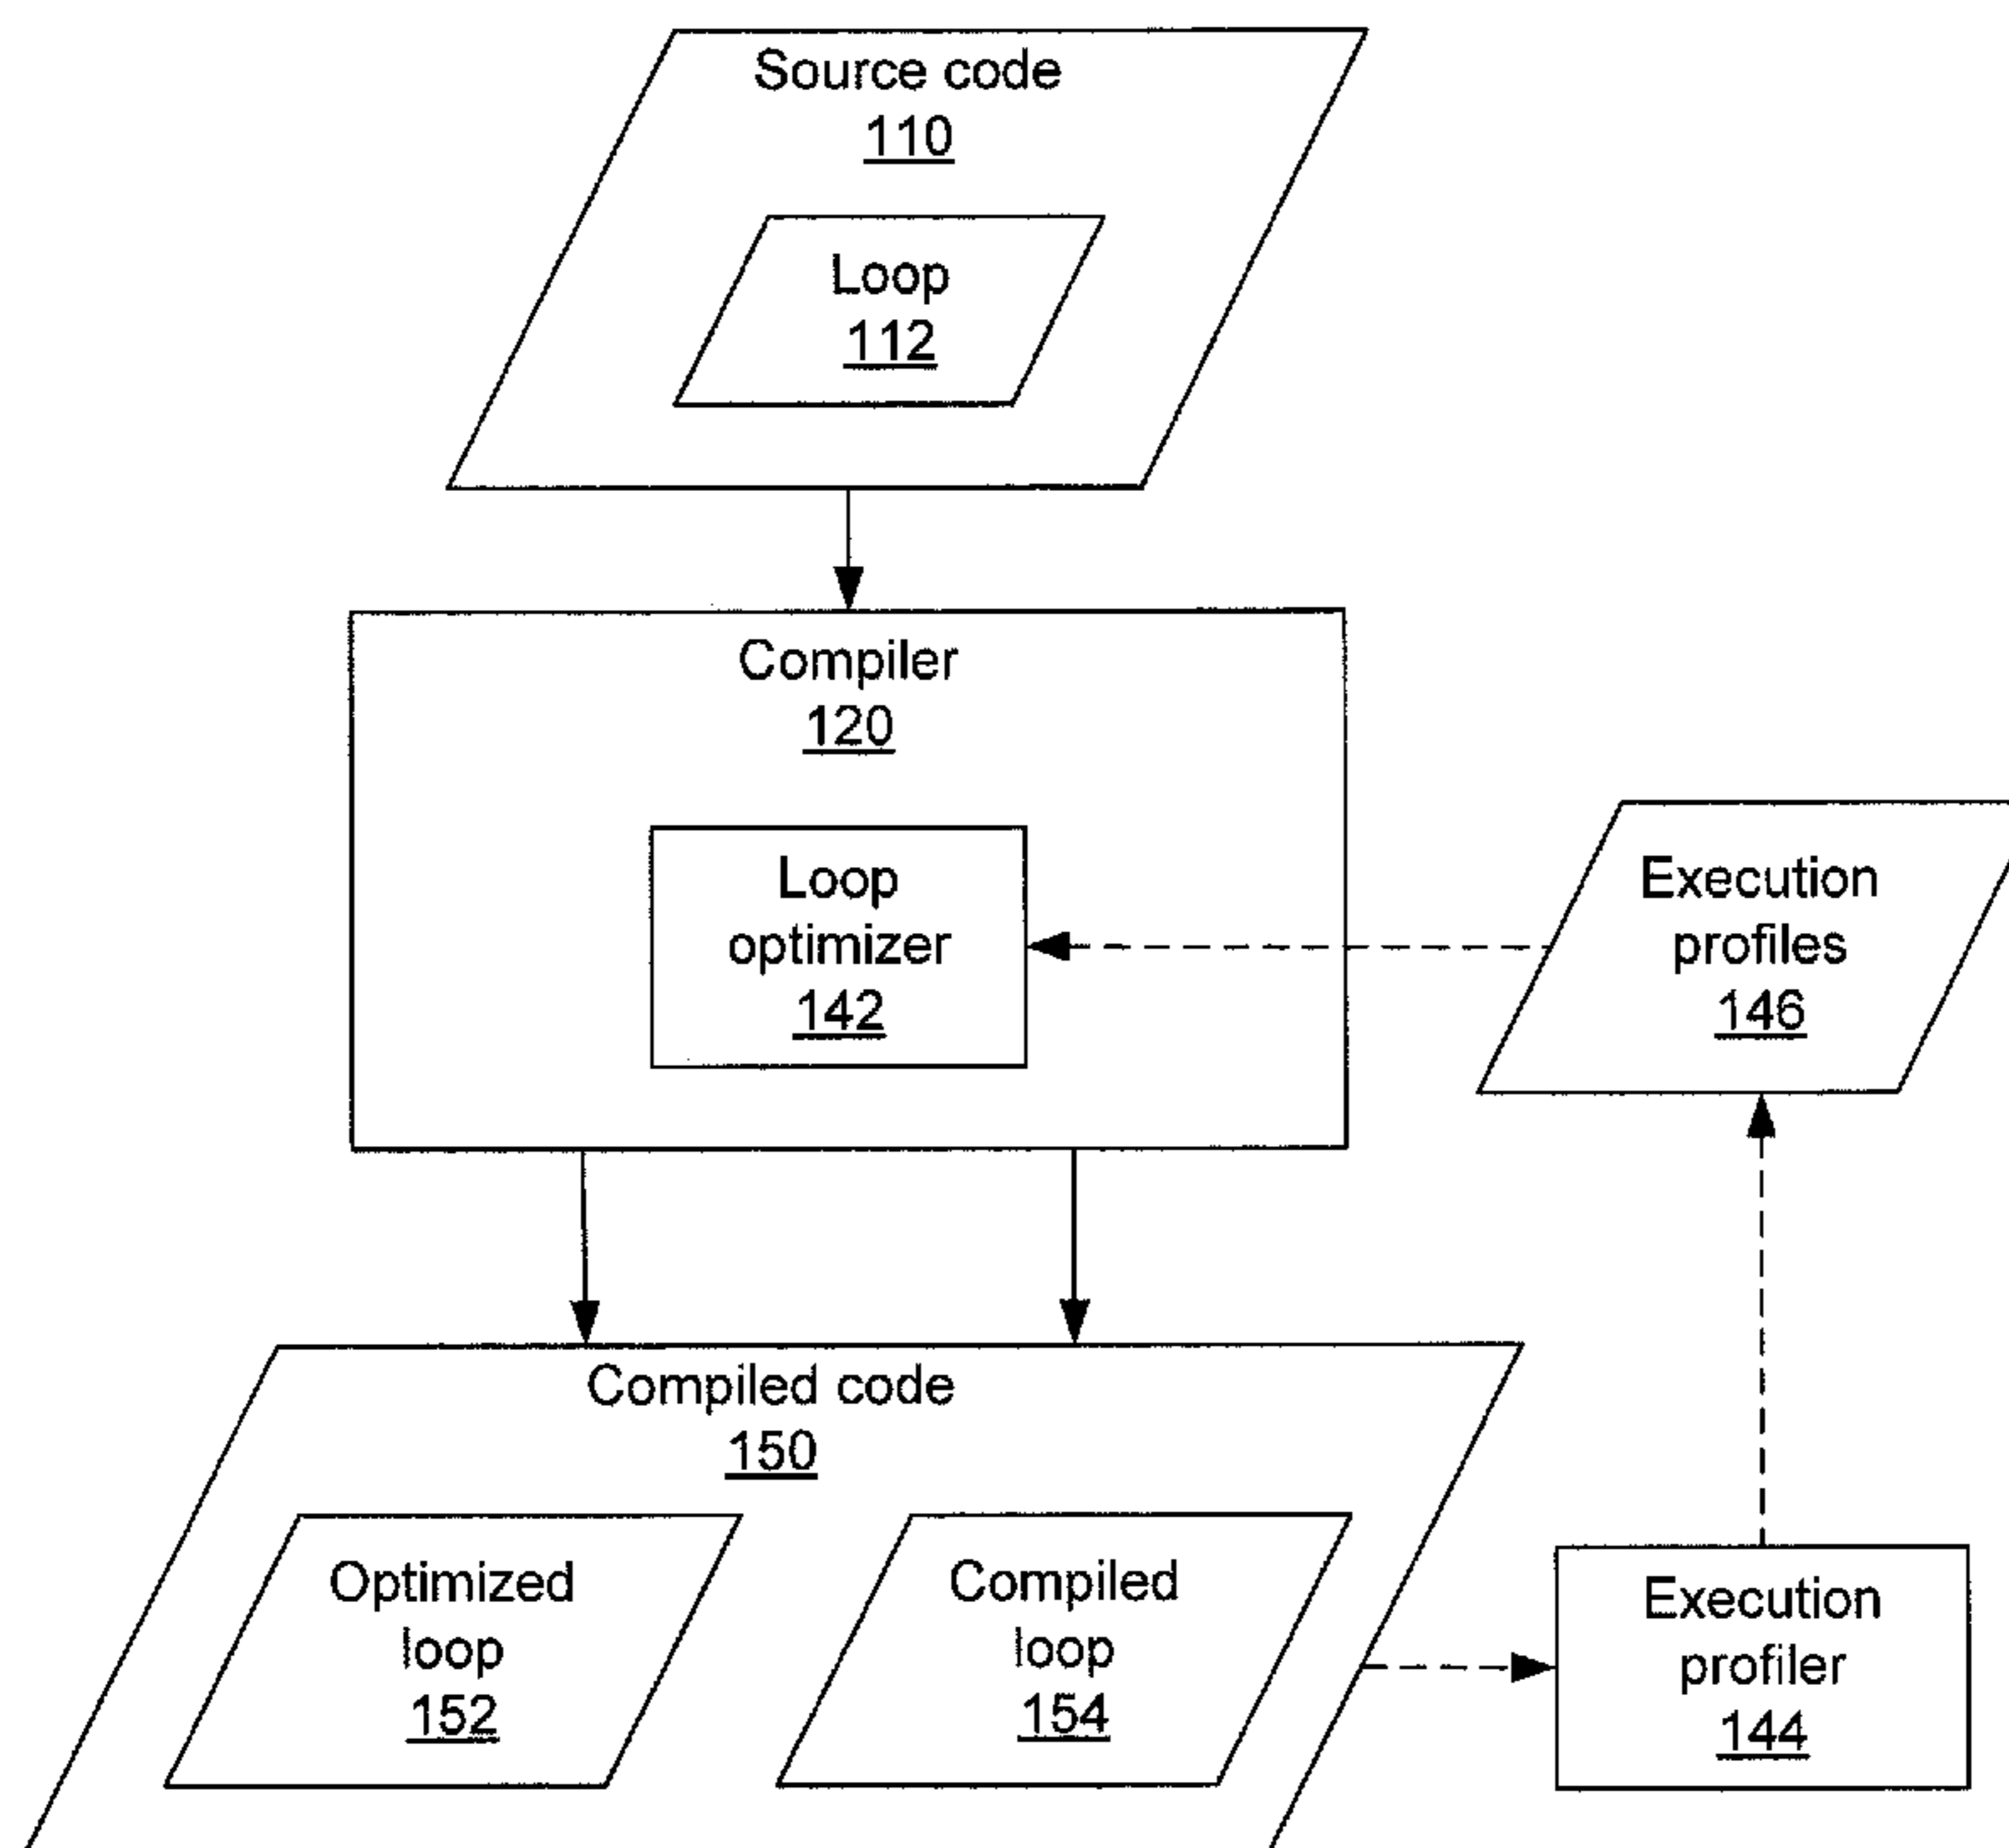 Source code
110
Loop
112
Compiler
120
Loop
optimizer
142
Execution
profiles
146
Compiled code
150
Optimized
loop
152
Compiled
loop
154
Execution
profiler
144